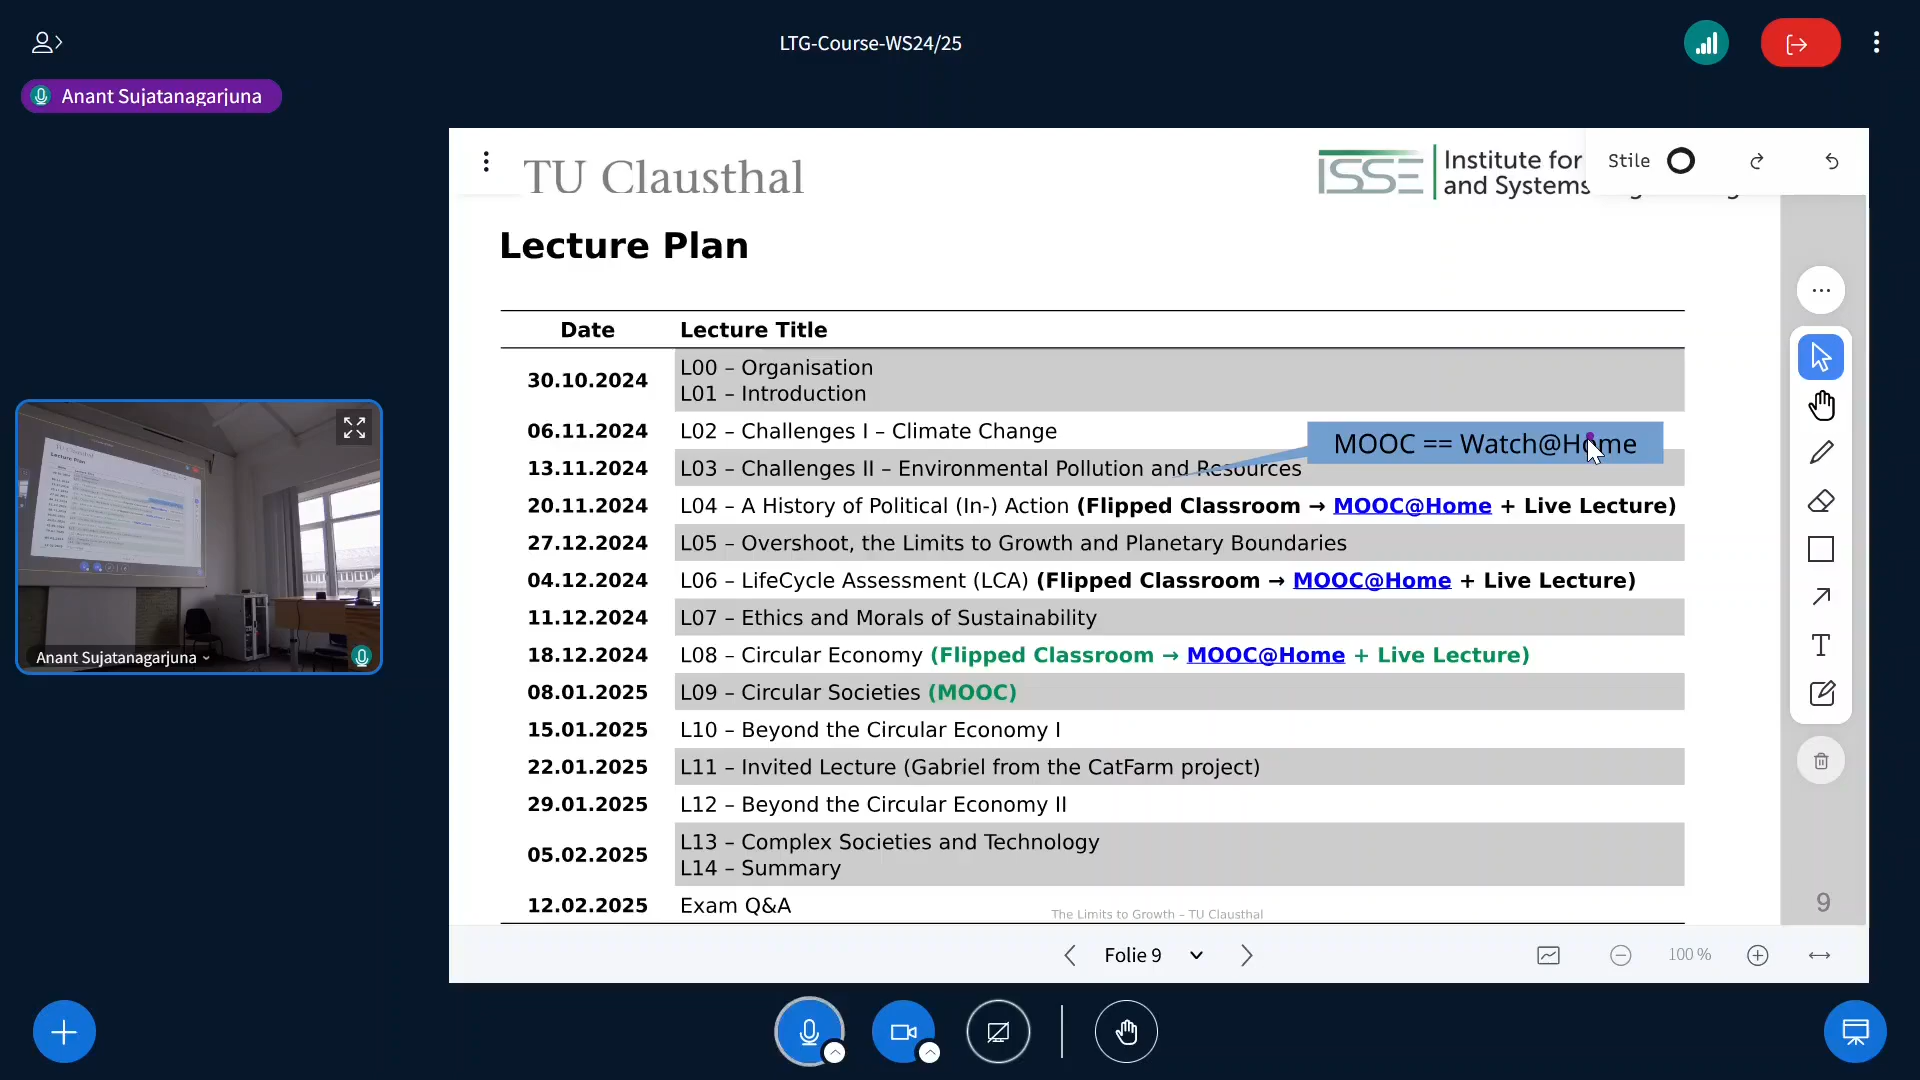 LTG-Course-WS24/25
Anant Sujatanagarjuna
TU Clausthal
ISSE Institute for
and Systems
Stile
Lecture Plan
Date Lecture Title
30.10.2024 L00 – Organisation
L01 – Introduction
06.11.2024 L02 – Challenges I – Climate Change
MOOC == Watch@Home
13.11.2024 L03 – Challenges II – Environmental Pollution and Resources
20.11.2024 L04 – A History of Political (In-) Action (Flipped Classroom → MOOC@Home + Live Lecture)
27.12.2024 L05 – Overshoot, the Limits to Growth and Planetary Boundaries
04.12.2024 L06 – LifeCycle Assessment (LCA) (Flipped Classroom → MOOC@Home + Live Lecture)
11.12.2024 L07 – Ethics and Morals of Sustainability
18.12.2024 L08 – Circular Economy (Flipped Classroom → MOOC@Home + Live Lecture)
08.01.2025 L09 – Circular Societies (MOOC)
15.01.2025 L10 – Beyond the Circular Economy I
22.01.2025 L11 – Invited Lecture (Gabriel from the CatFarm project)
29.01.2025 L12 – Beyond the Circular Economy II
05.02.2025 L13 – Complex Societies and Technology
L14 – Summary
12.02.2025 Exam Q&A
The Limits to Growth – TU Clausthal
9
Anant Sujatanagarjuna
Folie 9
100 %